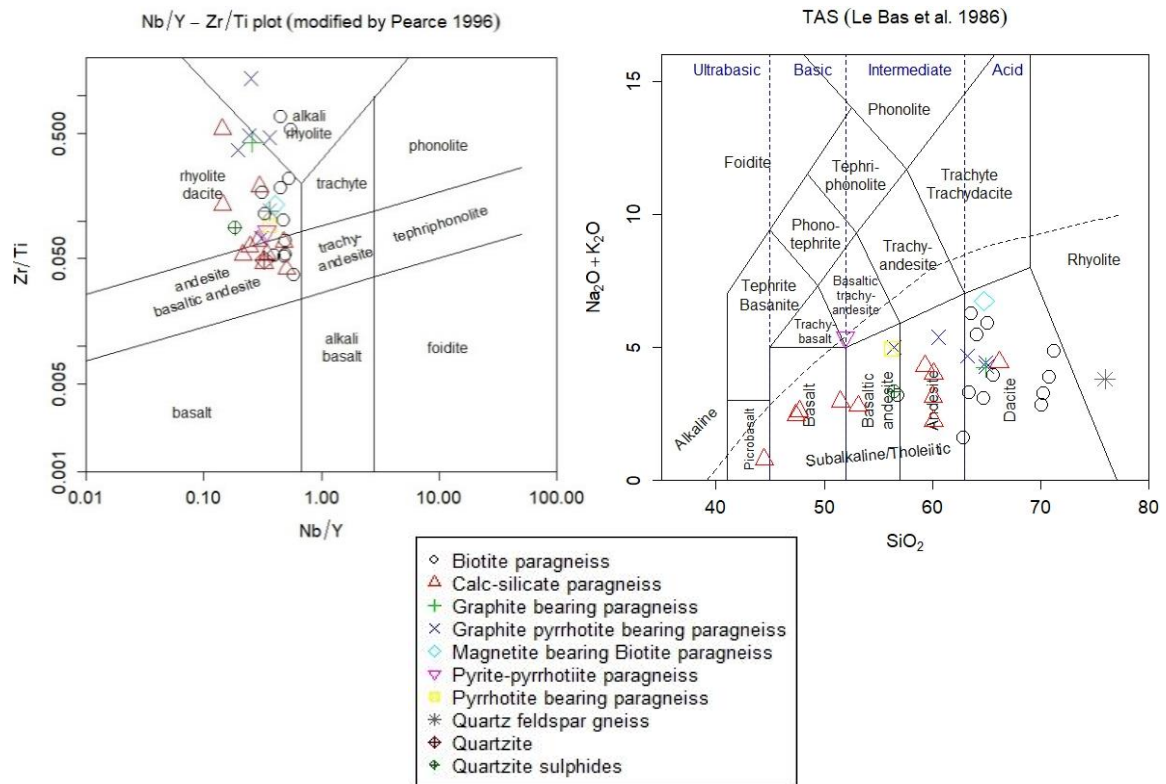 Nb/Y – Zr/Ti plot (modified by Pearce 1996)
alkali
rhyolite
phonolite
rhyolite
dacite
trachyte
tephriphonolite
trachy-
andesite
andesite
basaltic andesite
alkali
basalt
foidite
basalt
Zr/Ti
0.500
0.050
0.005
0.001
0.01
0.10
1.00
10.00
100.00
Nb/Y
TAS (Le Bas et al. 1986)
Ultrabasic
Basic
Intermediate
Acid
Phonolite
Foidite
Tephri-
phonolite
Trachyte
Trachydacite
Phono-
tephrite
Trachy-
andesite
Rhyolite
Tephrite
Basanite
Basaltic
trachy-
andesite
Trachy-
basalt
Alkaline
Picrobasalt
Basalt
Basaltic
andesite
Andesite
Dacite
Subalkaline/Tholeiitic
Na₂O + K₂O
15
10
5
0
40
50
60
70
80
SiO₂
Biotite paragneiss
Calc-silicate paragneiss
Graphite bearing paragneiss
Graphite pyrrhotite bearing paragneiss
Magnetite bearing Biotite paragneiss
Pyrite-pyrrhotiite paragneiss
Pyrrhotite bearing paragneiss
Quartz feldspar gneiss
Quartzite
Quartzite sulphides